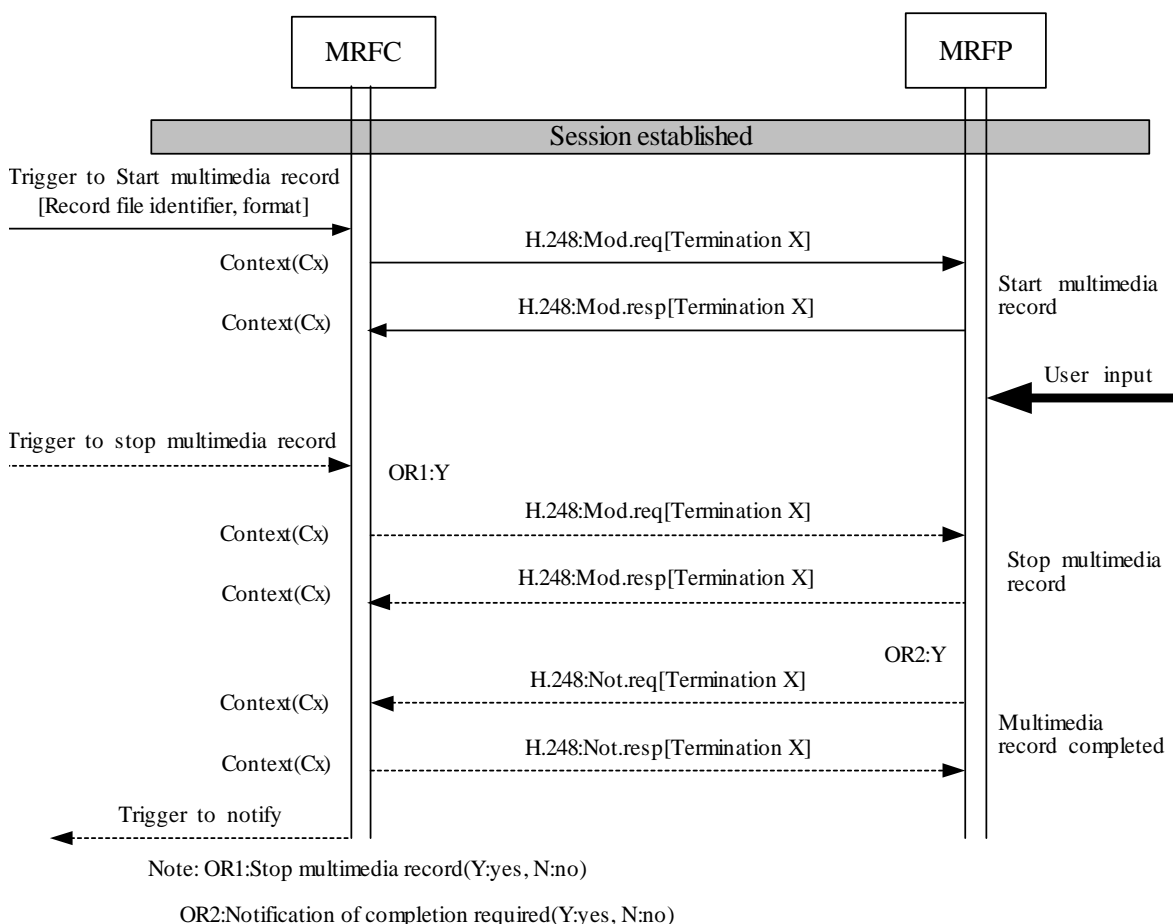 MRFC
MRFP
Session established
Trigger to Start multimedia record
[Record file identifier, format]
H.248:Mod.req[Termination X]
Context(Cx)
Start multimedia
record
H.248:Mod.resp[Termination X]
Context(Cx)
User input
Trigger to stop multimedia record
OR1:Y
H.248:Mod.req[Termination X]
Context(Cx)
Stop multimedia
record
H.248:Mod.resp[Termination X]
Context(Cx)
OR2:Y
H.248:Not.req[Termination X]
Context(Cx)
Multimedia
record completed
H.248:Not.resp[Termination X]
Context(Cx)
Trigger to notify
Note: OR1:Stop multimedia record(Y:yes, N:no)
OR2:Notification of completion required(Y:yes, N:no)